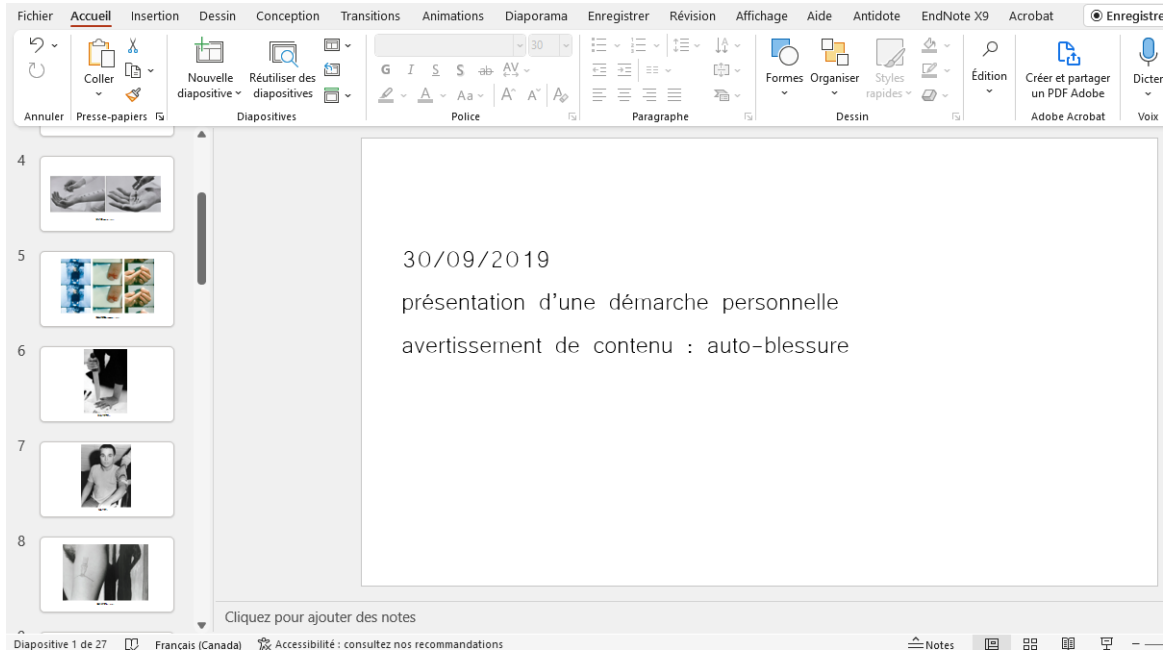 Fichier Accueil Insertion Dessin Conception Transitions Animations Diaporama Enregistrer Révision Affichage Aide Antidote EndNote X9 Acrobat Enregistre
30
Coller
Nouvelle diapositive
Réutiliser des diapositives
G I S S ab AV
A Aa A A A
Formes Organiser Styles rapides
Édition
Créer et partager un PDF Adobe
Dicter
Annuler Presse-papiers Diapositives Police Paragraphe Dessin Adobe Acrobat Voix
4
5
6
7
8
30/09/2019
présentation d'une démarche personnelle
avertissement de contenu : auto-blessure
Cliquez pour ajouter des notes
Diapositive 1 de 27 Français (Canada) Accessibilité : consultez nos recommandations Notes